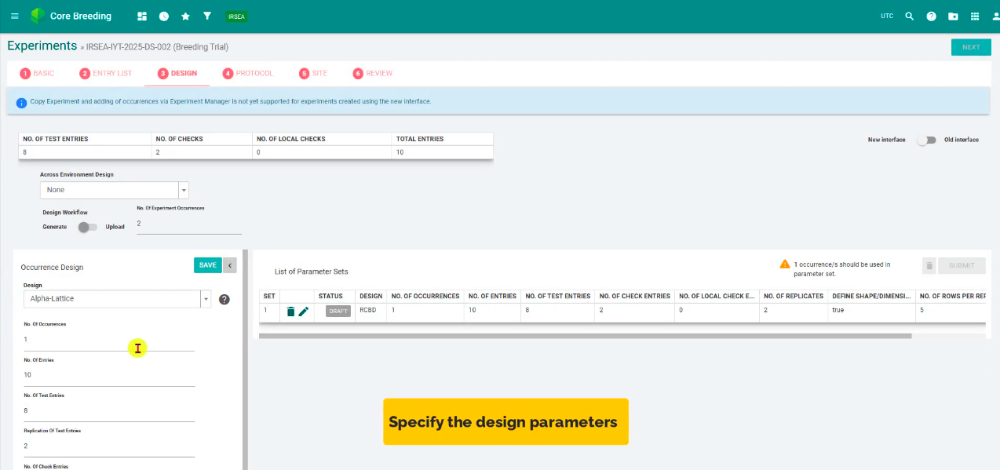 Core Breeding
IRSEA
UTC
Experiments » IRSEA-IYT-2025-DS-002 (Breeding Trial)
NEXT
1 BASIC 2 ENTRY LIST 3 DESIGN 4 PROTOCOL 5 SITE 6 REVIEW
i Copy Experiment and adding of occurrences via Experiment Manager is not yet supported for experiments created using the new interface.
NO. OF TEST ENTRIES NO. OF CHECKS NO. OF LOCAL CHECKS TOTAL ENTRIES
8 2 0 10
New interface Old interface
Across Environment Design
None
Design Workflow
Generate Upload
No. Of Experiment Occurrences
2
Occurrence Design
SAVE <
Design
Alpha-Lattice
?
No. Of Occurrences
1
No. Of Entries
10
No. Of Test Entries
8
Replication Of Test Entries
2
No. Of Check Entries
List of Parameter Sets
1 occurrence/s should be used in
parameter set.
SUBMIT
SET STATUS DESIGN NO. OF OCCURRENCES NO. OF ENTRIES NO. OF TEST ENTRIES NO. OF CHECK ENTRIES NO. OF LOCAL CHECK E... NO. OF REPLICATES DEFINE SHAPE/DIMENSI... NO. OF ROWS PER REF
1 DRAFT RCBD 1 10 8 2 0 2 true 5
Specify the design parameters